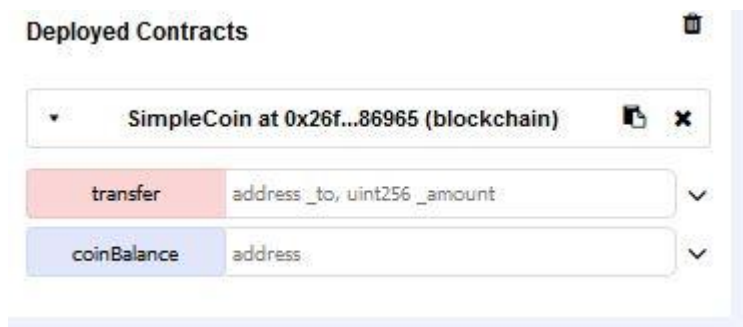 Deployed Contracts
SimpleCoin at 0x26f...86965 (blockchain)
transfer address _to, uint256 _amount
coinBalance address